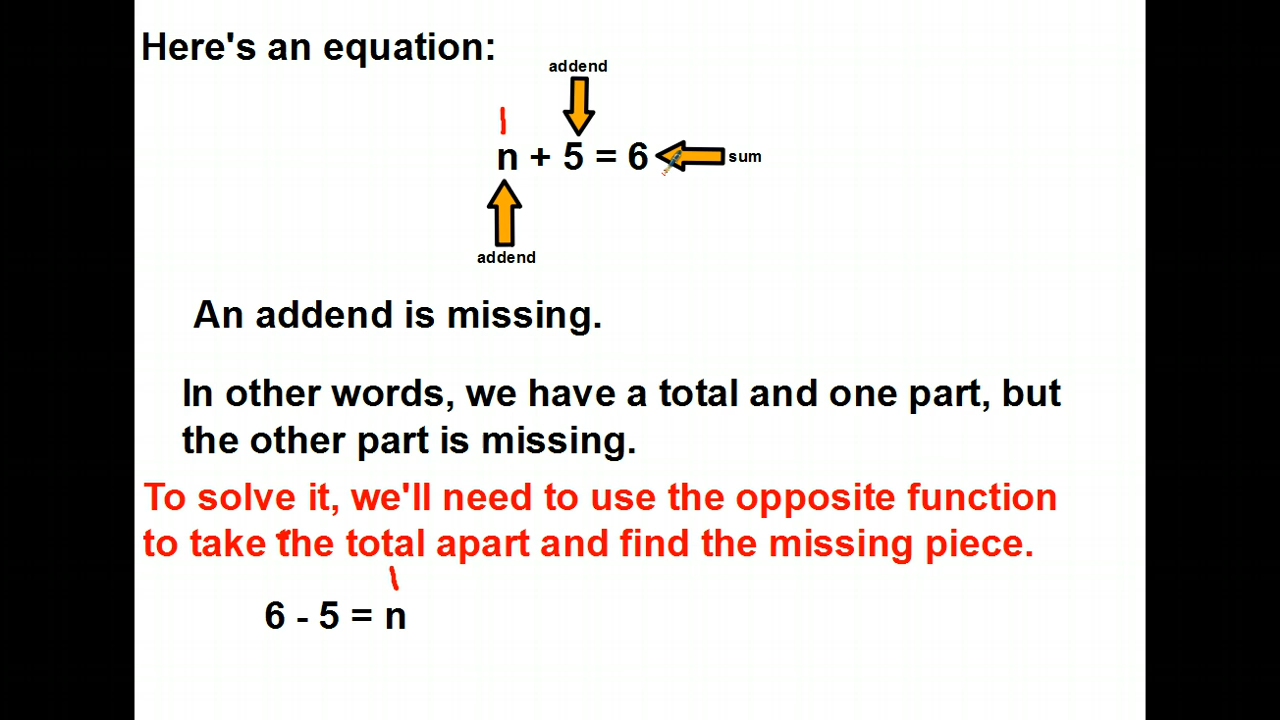 Here's an equation:
addend
1
n + 5 = 6
sum
addend
An addend is missing.
In other words, we have a total and one part, but
the other part is missing.
To solve it, we'll need to use the opposite function
to take the total apart and find the missing piece.
1
6 - 5 = n